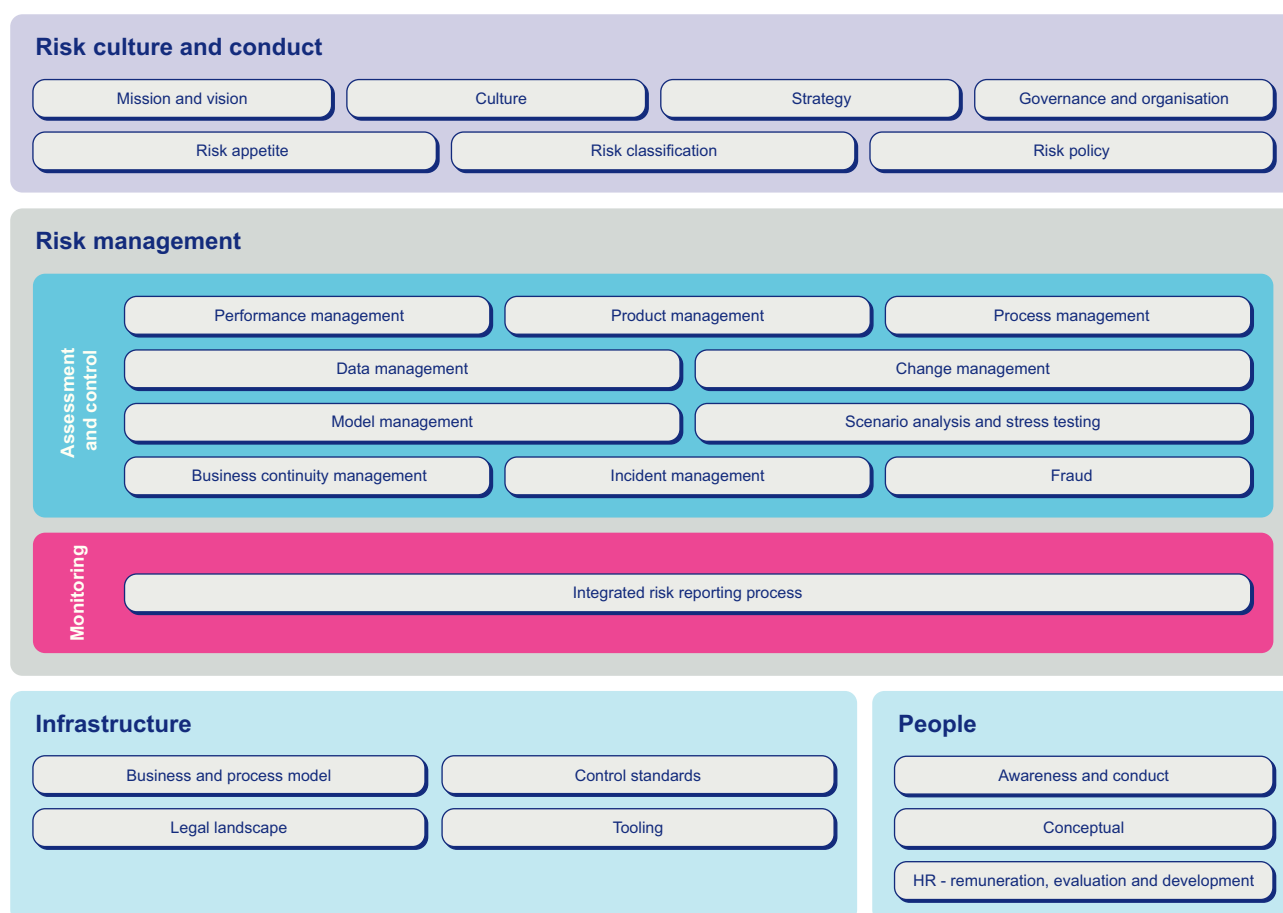 Risk culture and conduct
Mission and vision
Culture
Strategy
Governance and organisation
Risk appetite
Risk classification
Risk policy
Risk management
Assessment
and control
Performance management
Product management
Process management
Data management
Change management
Model management
Scenario analysis and stress testing
Business continuity management
Incident management
Fraud
Monitoring
Integrated risk reporting process
Infrastructure
Business and process model
Control standards
Legal landscape
Tooling
People
Awareness and conduct
Conceptual
HR - remuneration, evaluation and development